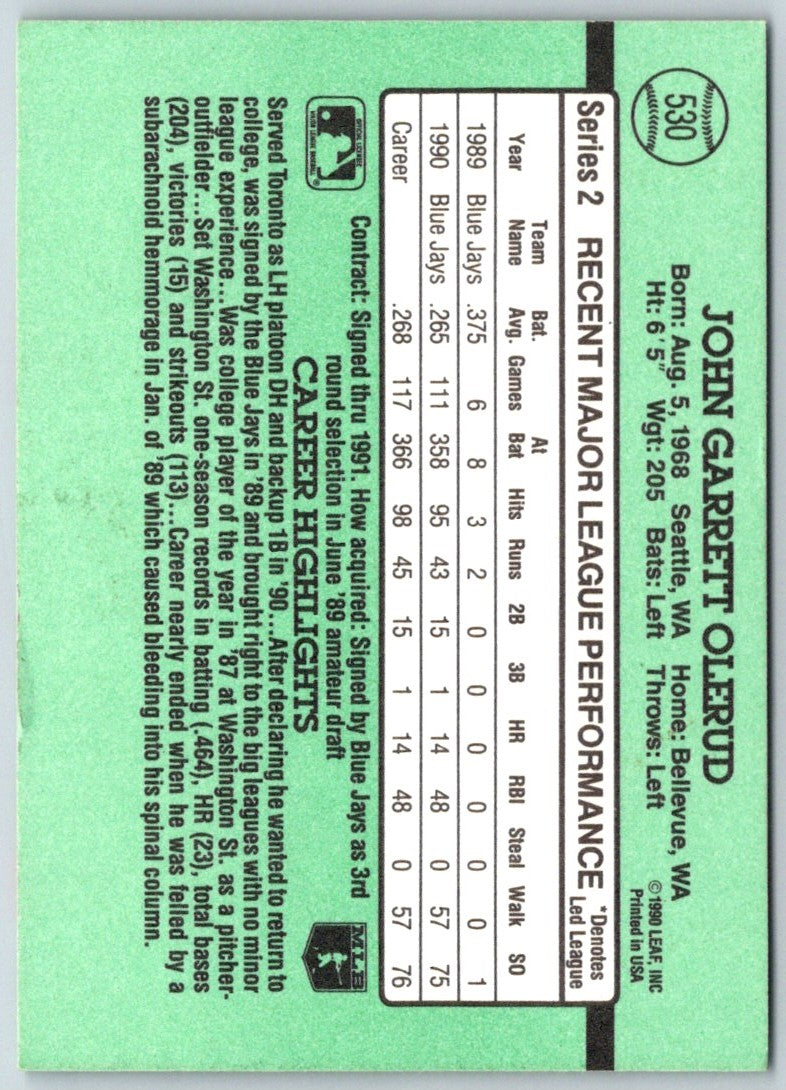 530
JOHN GARRETT OLERUD
Born: Aug. 5, 1968 Seattle, WA Home: Bellevue, WA
Ht: 6'5" Wgt: 205 Bats: Left Throws: Left
© 1990 LEAF, INC
Printed in USA
Series 2 RECENT MAJOR LEAGUE PERFORMANCE
*Denotes
Led League
Year Team Name Bat. Avg. Games At Bat Hits Runs 2B 3B HR RBI Steal Walk SO
1989 Blue Jays .375 6 8 3 2 0 0 0 0 0 0 1
1990 Blue Jays .265 111 358 95 43 15 1 14 48 0 57 75
Career .268 117 366 98 45 15 1 14 48 0 57 76
OFFICIAL LICENSEE
MAJOR LEAGUE BASEBALL
®
Contract: Signed thru 1991. How acquired: Signed by Blue Jays as 3rd
round selection in June '89 amateur draft
MLB
CAREER HIGHLIGHTS
Served Toronto as LH platoon DH and backup 1B in '90...After declaring he wanted to return to
college, was signed by the Blue Jays in '89 and brought right to the big leagues with no minor
league experience...Was college player of the year in '87 at Washington St. as a pitcher-
outfielder...Set Washington St. one-season records in batting (.464), HR (23), total bases
(204), victories (15) and strikeouts (113)...Career nearly ended when he was felled by a
subarachnoid hemmorage in Jan. of '89 which caused bleeding into his spinal column.